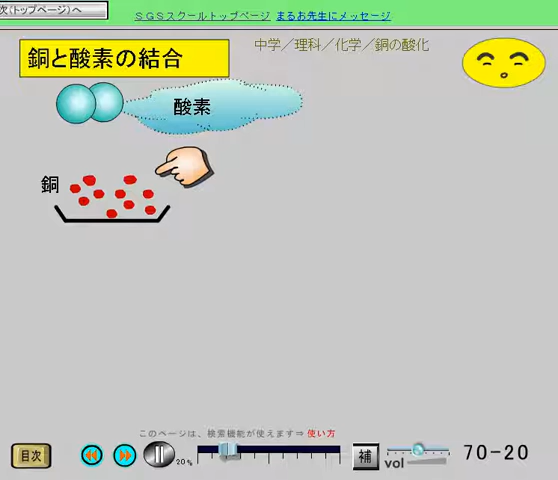 次(トップページ)へ
SGSスクールトップページ まるお先生にメッセージ
銅と酸素の結合
中学／理科／化学／銅の酸化
酸素
銅
このページは、検索機能が使えます⇒ 使い方
目次
20%
補
vol
70-20